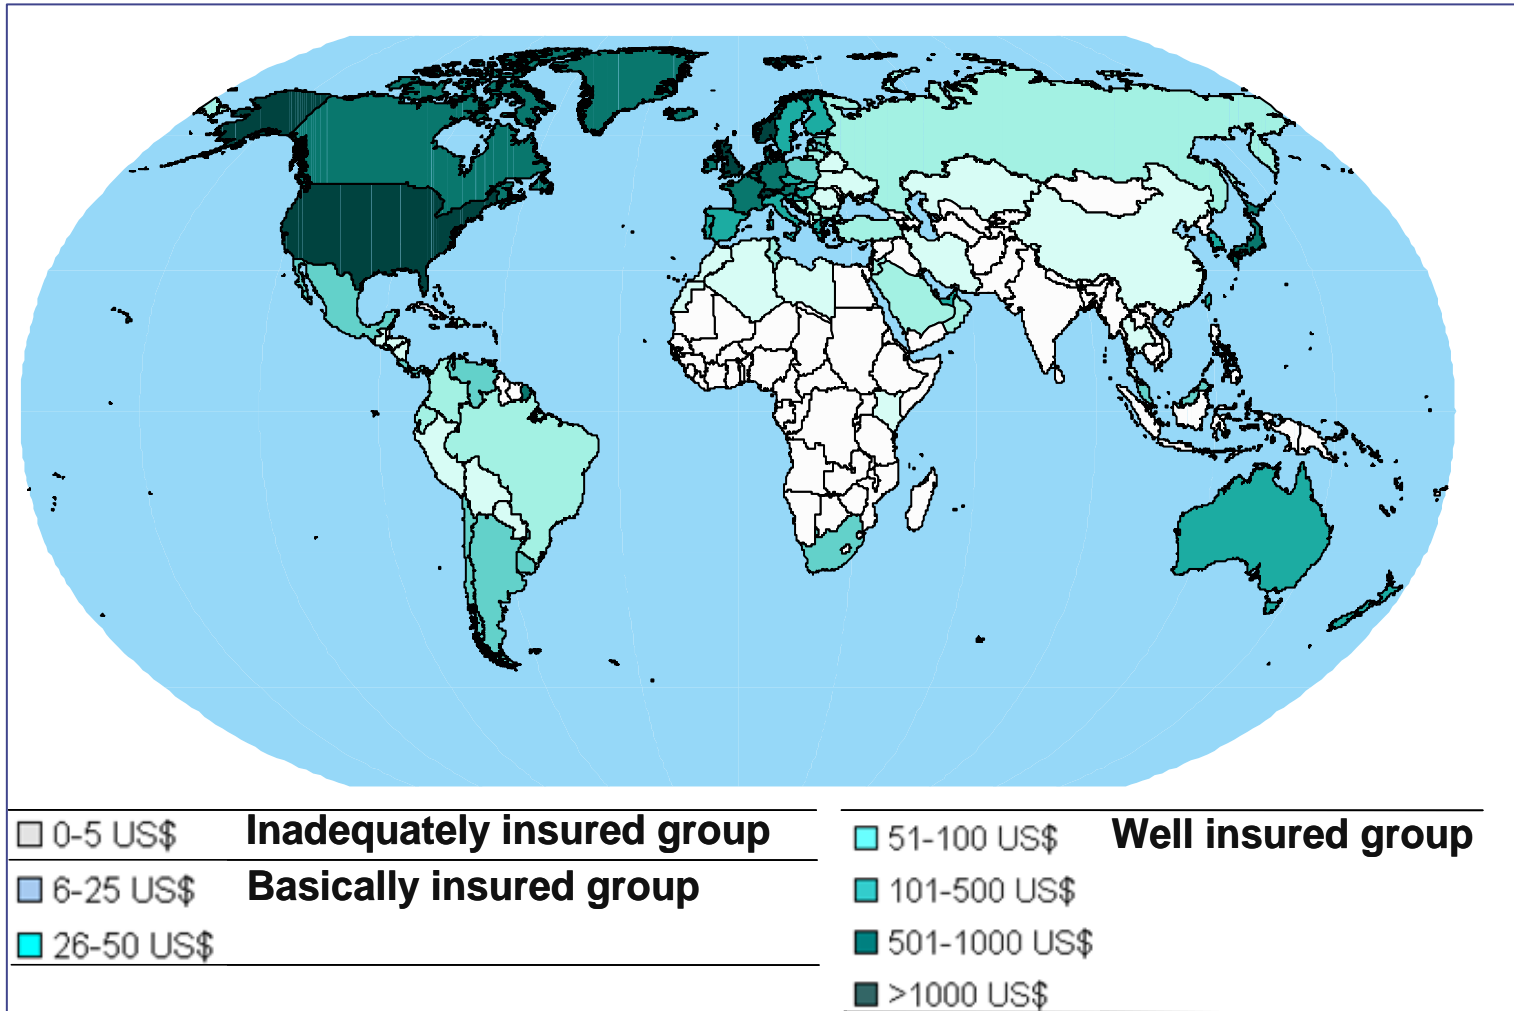 0-5 US$ Inadequately insured group
6-25 US$ Basically insured group
26-50 US$
51-100 US$ Well insured group
101-500 US$
501-1000 US$
>1000 US$